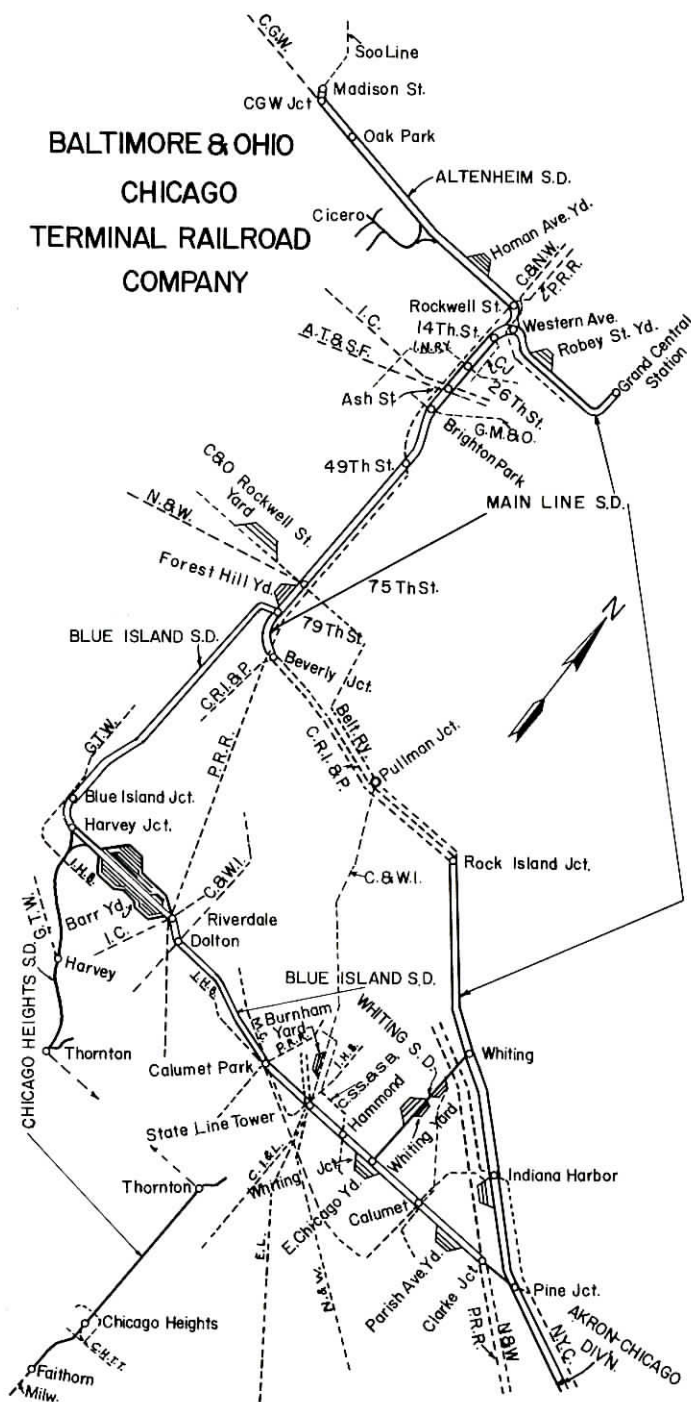 C.G.W.
Soo Line
Madison St.
CGW Jct
Oak Park
BALTIMORE & OHIO
CHICAGO
TERMINAL RAILROAD
COMPANY
ALTENHEIM S.D.
Cicero
Homan Ave. Yd.
C.&N.W.
P.R.R.
Rockwell St.
I.C.
14Th. St.
Western Ave.
I.N.RY.
Robey St. Yd.
A.T.&S.F.
Grand Central
Station
Ash St.
26Th St.
G.M.&O.
Brighton Park
49Th St.
C&O Rockwell St.
Yard
MAIN LINE S.D.
N.&W.
75Th St.
Forest Hill Yd.
79Th St.
N
BLUE ISLAND S.D.
Beverly Jct.
C.R.I.&P.
Belt. Ry
C.R.I.&P.
Pullman Jct.
P.R.R.
G.T.W.
Blue Island Jct.
Harvey Jct.
Rock Island Jct.
C.&W.I.
C.&W.I.
I.H.B.
Barr Yd.
I.C.
Riverdale
Dolton
G.T.W.
Harvey
CHICAGO HEIGHTS S.D.
I.H.B.
BLUE ISLAND S.D.
WHITING S.D.
Burnham
Yard
P.R.R.
I.H.B.
Whiting
Thornton
Calumet Park
C.S.S.&S.B.
Hammond
State Line Tower
Whiting Yard
C.I.&L.
Whiting Jct.
Indiana Harbor
Thornton
E. Chicago Yd.
Calumet
E.L.
N.&W.
Parish Ave. Yd.
Clarke Jct.
Pine Jct.
Chicago Heights
C.H.T.T.
P.R.R.
N&W
N.Y.C.
AKRON-CHICAGO
DIVN.
Faithorn
Milw.